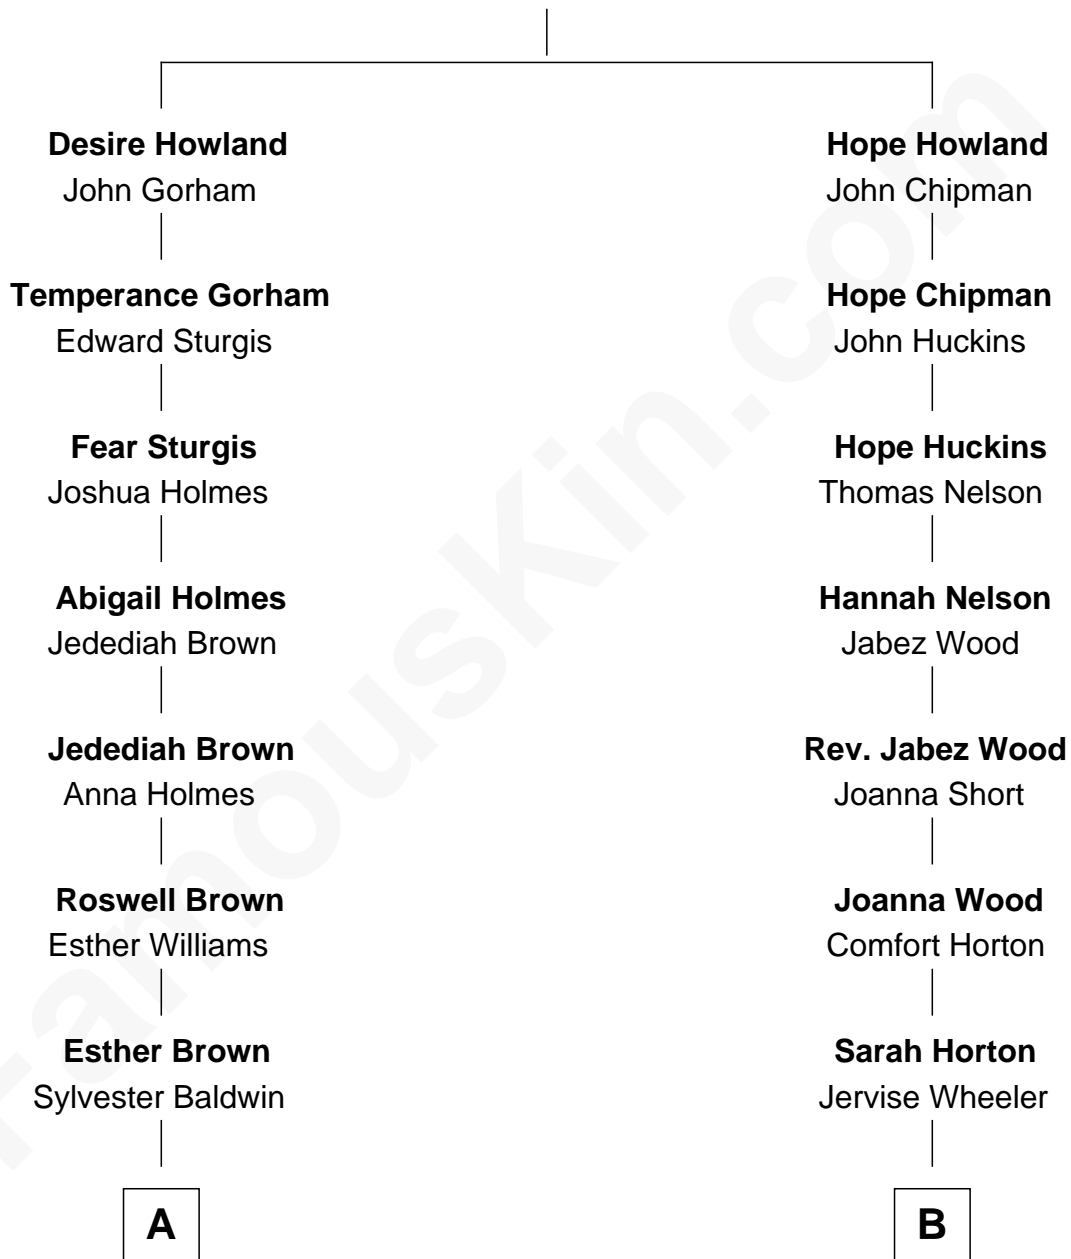 Desire Howland
John Gorham
Temperance Gorham
Edward Sturgis
Fear Sturgis
Joshua Holmes
Abigail Holmes
Jedediah Brown
Jedediah Brown
Anna Holmes
Roswell Brown
Esther Williams
Esther Brown
Sylvester Baldwin
A
Hope Howland
John Chipman
Hope Chipman
John Huckins
Hope Huckins
Thomas Nelson
Hannah Nelson
Jabez Wood
Rev. Jabez Wood
Joanna Short
Joanna Wood
Comfort Horton
Sarah Horton
Jervise Wheeler
B
FamousKin.com